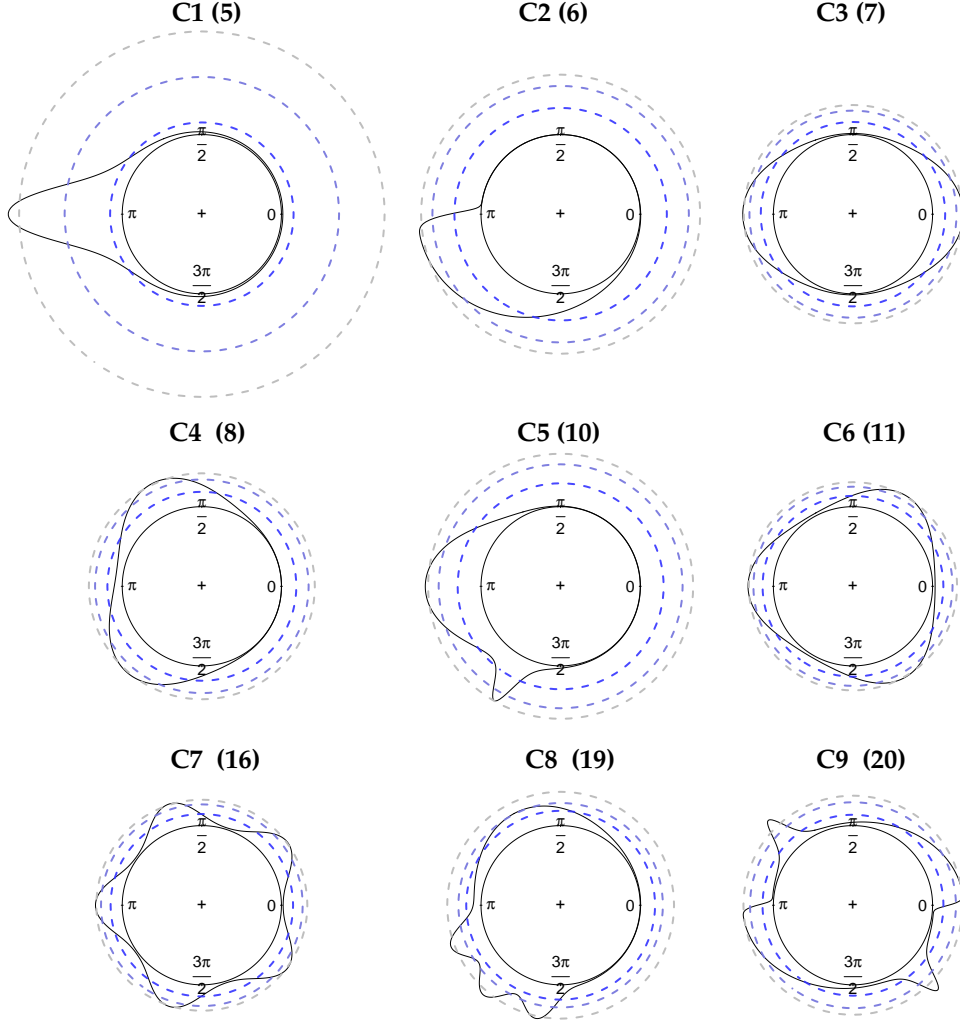 C1 (5) C2 (6) C3 (7)
π/2 π/2 π/2
π + 0 π + 0 π + 0
3π/2 3π/2 3π/2
C4 (8) C5 (10) C6 (11)
π/2 π/2 π/2
π + 0 π + 0 π + 0
3π/2 3π/2 3π/2
C7 (16) C8 (19) C9 (20)
π/2 π/2 π/2
π + 0 π + 0 π + 0
3π/2 3π/2 3π/2